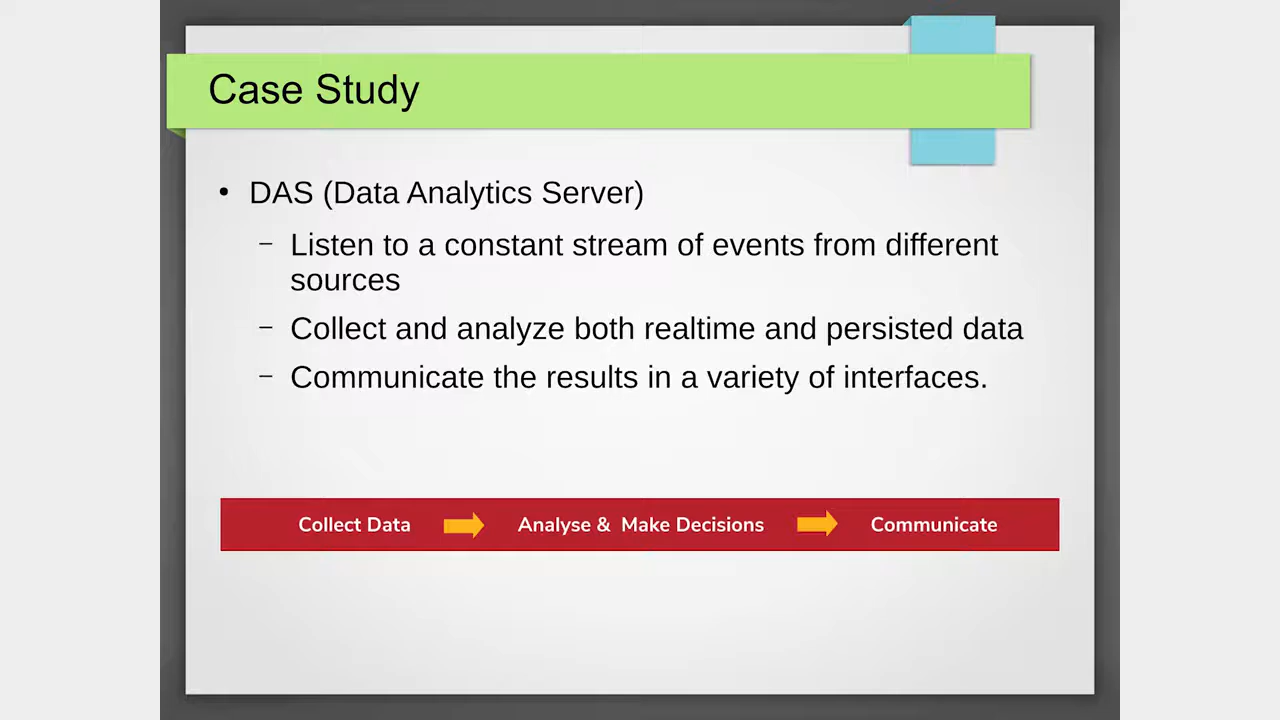 Case Study
• DAS (Data Analytics Server)
– Listen to a constant stream of events from different
sources
– Collect and analyze both realtime and persisted data
– Communicate the results in a variety of interfaces.
Collect Data Analyse & Make Decisions Communicate